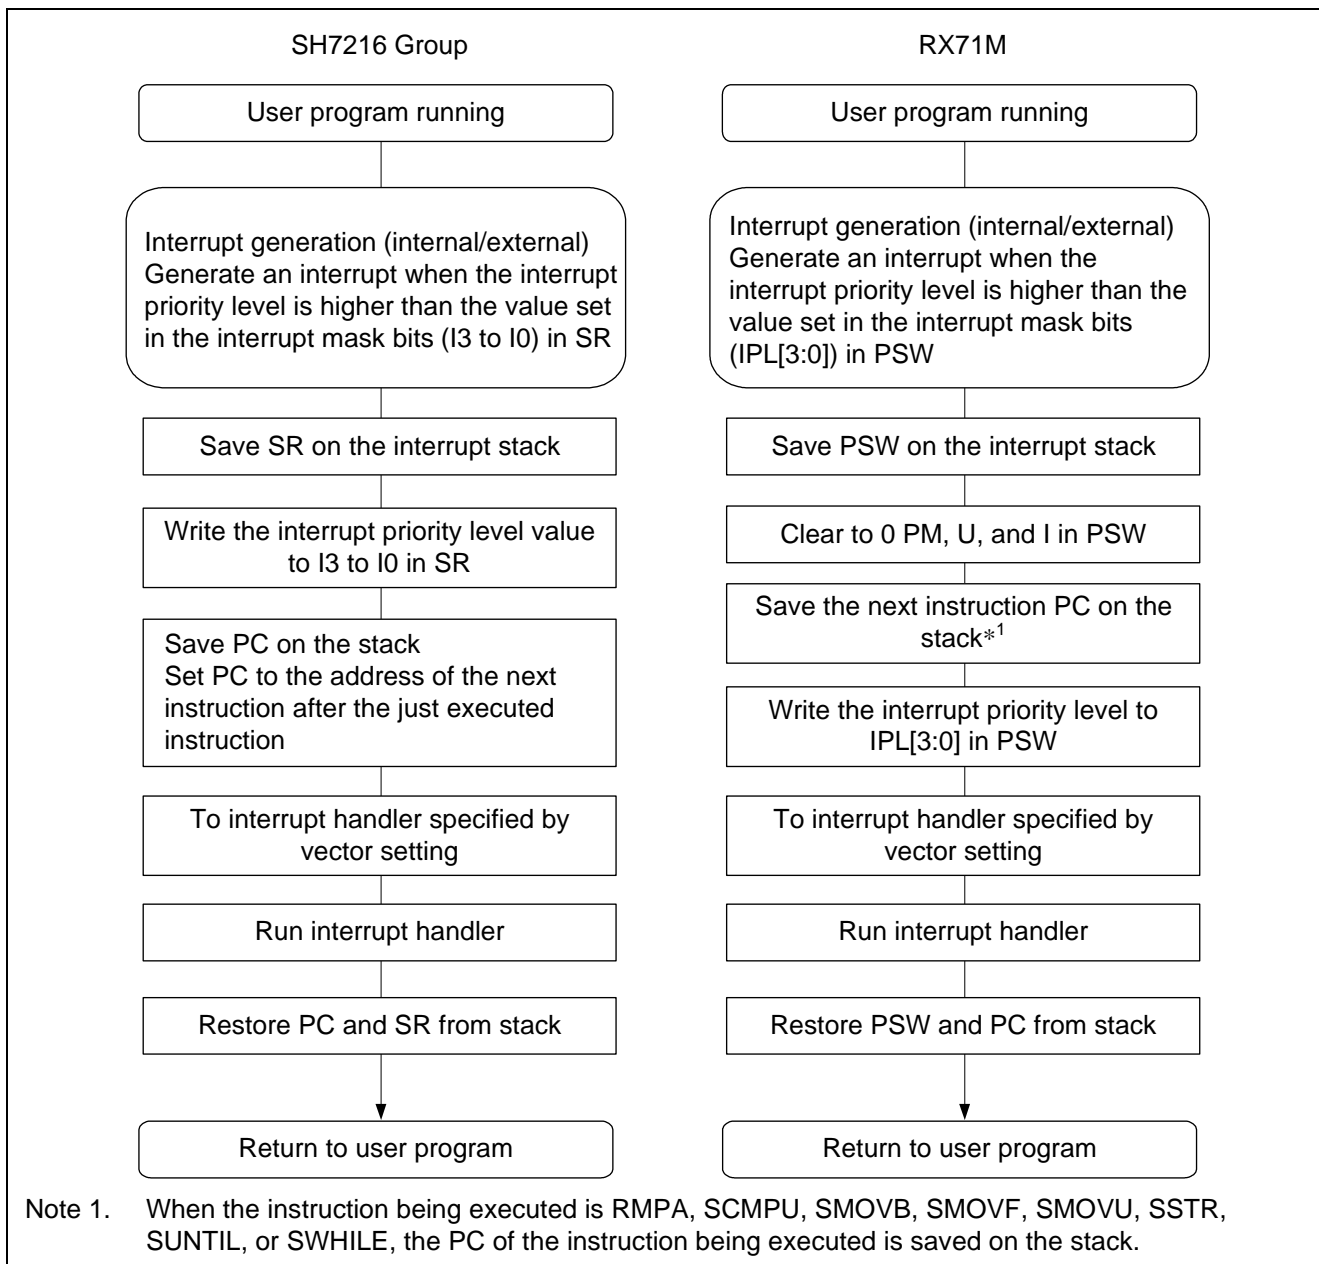 SH7216 Group
User program running
Interrupt generation (internal/external)
Generate an interrupt when the interrupt
priority level is higher than the value set
in the interrupt mask bits (I3 to I0) in SR
Save SR on the interrupt stack
Write the interrupt priority level value
to I3 to I0 in SR
Save PC on the stack
Set PC to the address of the next
instruction after the just executed
instruction
To interrupt handler specified by
vector setting
Run interrupt handler
Restore PC and SR from stack
Return to user program
RX71M
User program running
Interrupt generation (internal/external)
Generate an interrupt when the
interrupt priority level is higher than the
value set in the interrupt mask bits
(IPL[3:0]) in PSW
Save PSW on the interrupt stack
Clear to 0 PM, U, and I in PSW
Save the next instruction PC on the
stack*1
Write the interrupt priority level to
IPL[3:0] in PSW
To interrupt handler specified by
vector setting
Run interrupt handler
Restore PSW and PC from stack
Return to user program
Note 1. When the instruction being executed is RMPA, SCMPU, SMOVB, SMOVF, SMOVU, SSTR,
SUNTIL, or SWHILE, the PC of the instruction being executed is saved on the stack.